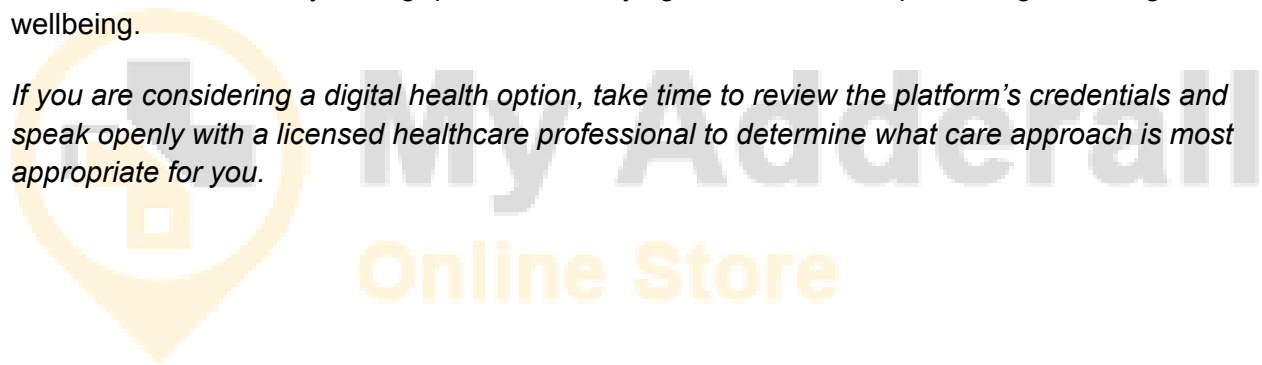 wellbeing.
If you are considering a digital health option, take time to review the platform’s credentials and
speak openly with a licensed healthcare professional to determine what care approach is most
appropriate for you.
My Adderall
Online Store